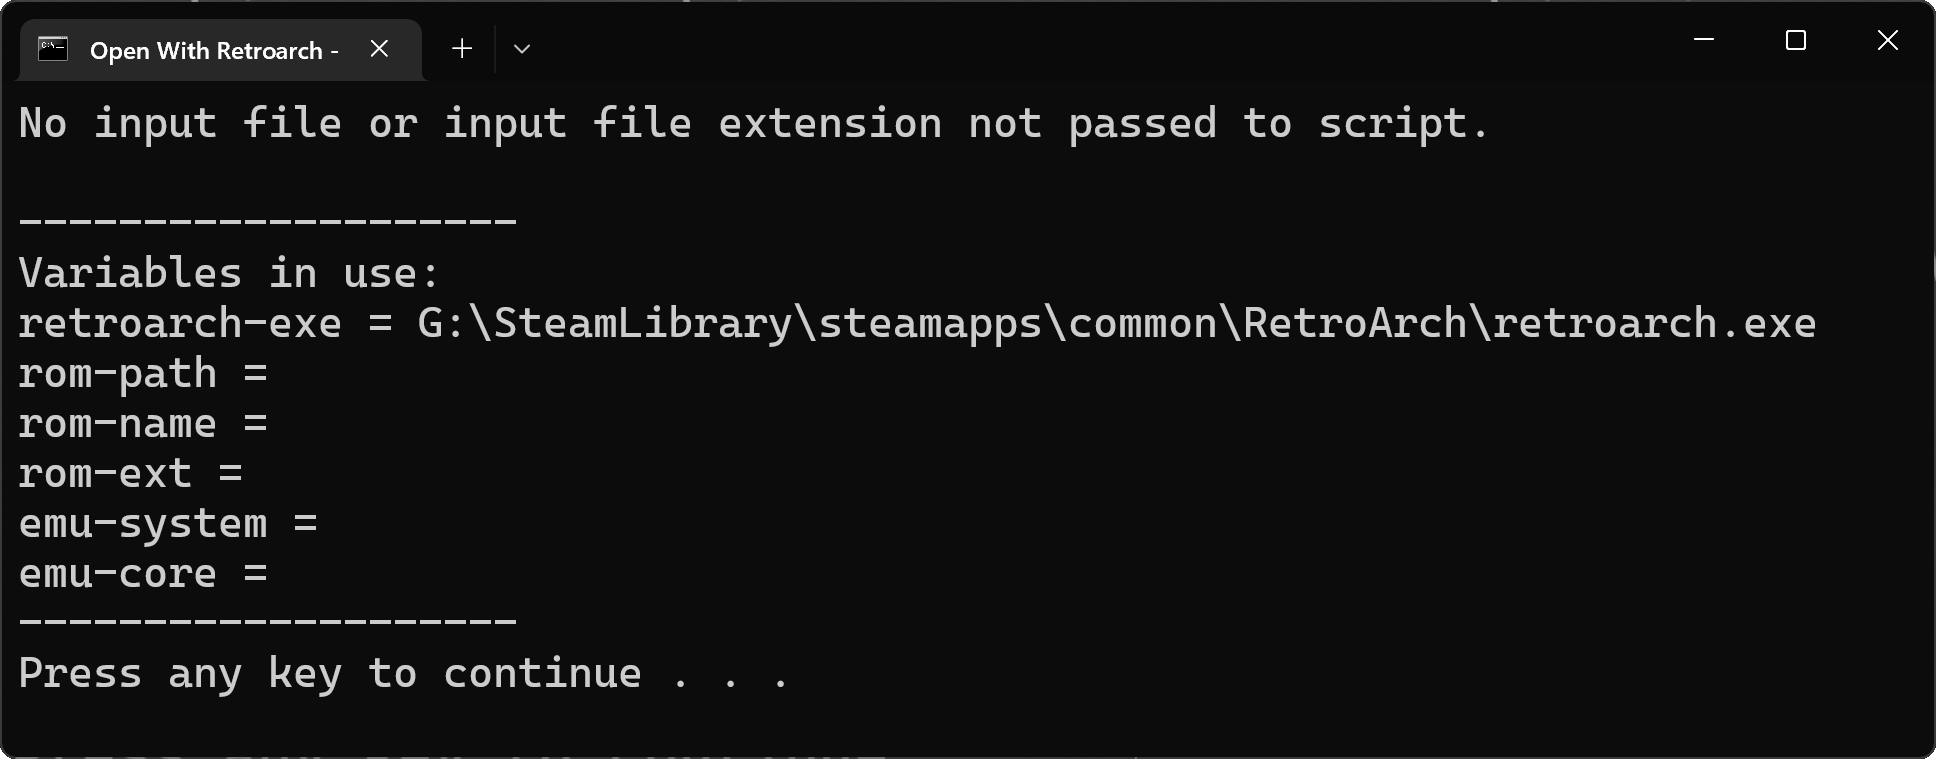 Open With Retroarch -
No input file or input file extension not passed to script.
--------------------
Variables in use:
retroarch-exe = G:\SteamLibrary\steamapps\common\RetroArch\retroarch.exe
rom-path =
rom-name =
rom-ext =
emu-system =
emu-core =
--------------------
Press any key to continue . . .